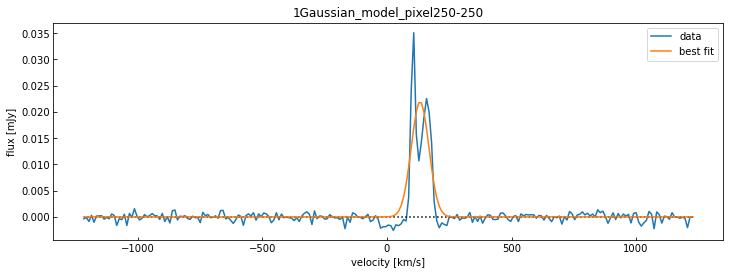 1Gaussian_model_pixel250-250
data
best fit
flux [mJy]
0.035
0.030
0.025
0.020
0.015
0.010
0.005
0.000
−1000
−500
0
500
1000
velocity [km/s]